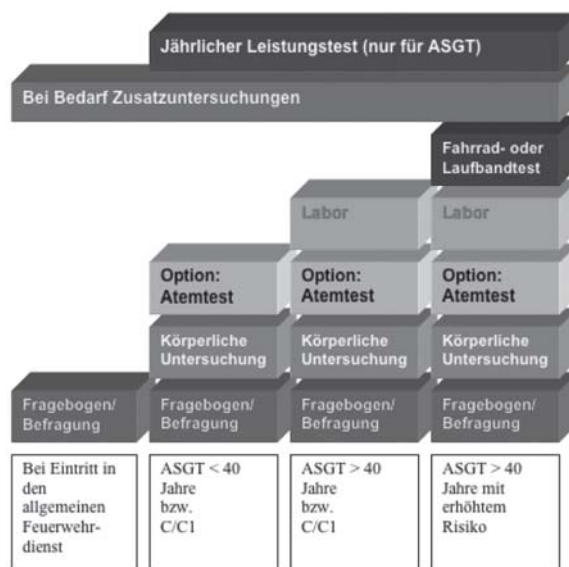 Jährlicher Leistungstest (nur für ASGT)
Bei Bedarf Zusatzuntersuchungen
Fahrrad- oder
Laufbandtest
Labor
Labor
Option:
Atemtest
Option:
Atemtest
Option:
Atemtest
Körperliche
Untersuchung
Körperliche
Untersuchung
Körperliche
Untersuchung
Fragebogen/
Befragung
Fragebogen/
Befragung
Fragebogen/
Befragung
Fragebogen/
Befragung
Bei Eintritt in
den
allgemeinen
Feuerwehr-
dienst
ASGT < 40
Jahre
bzw.
C/C1
ASGT > 40
Jahre
bzw.
C/C1
ASGT > 40
Jahre mit
erhöhtem
Risiko